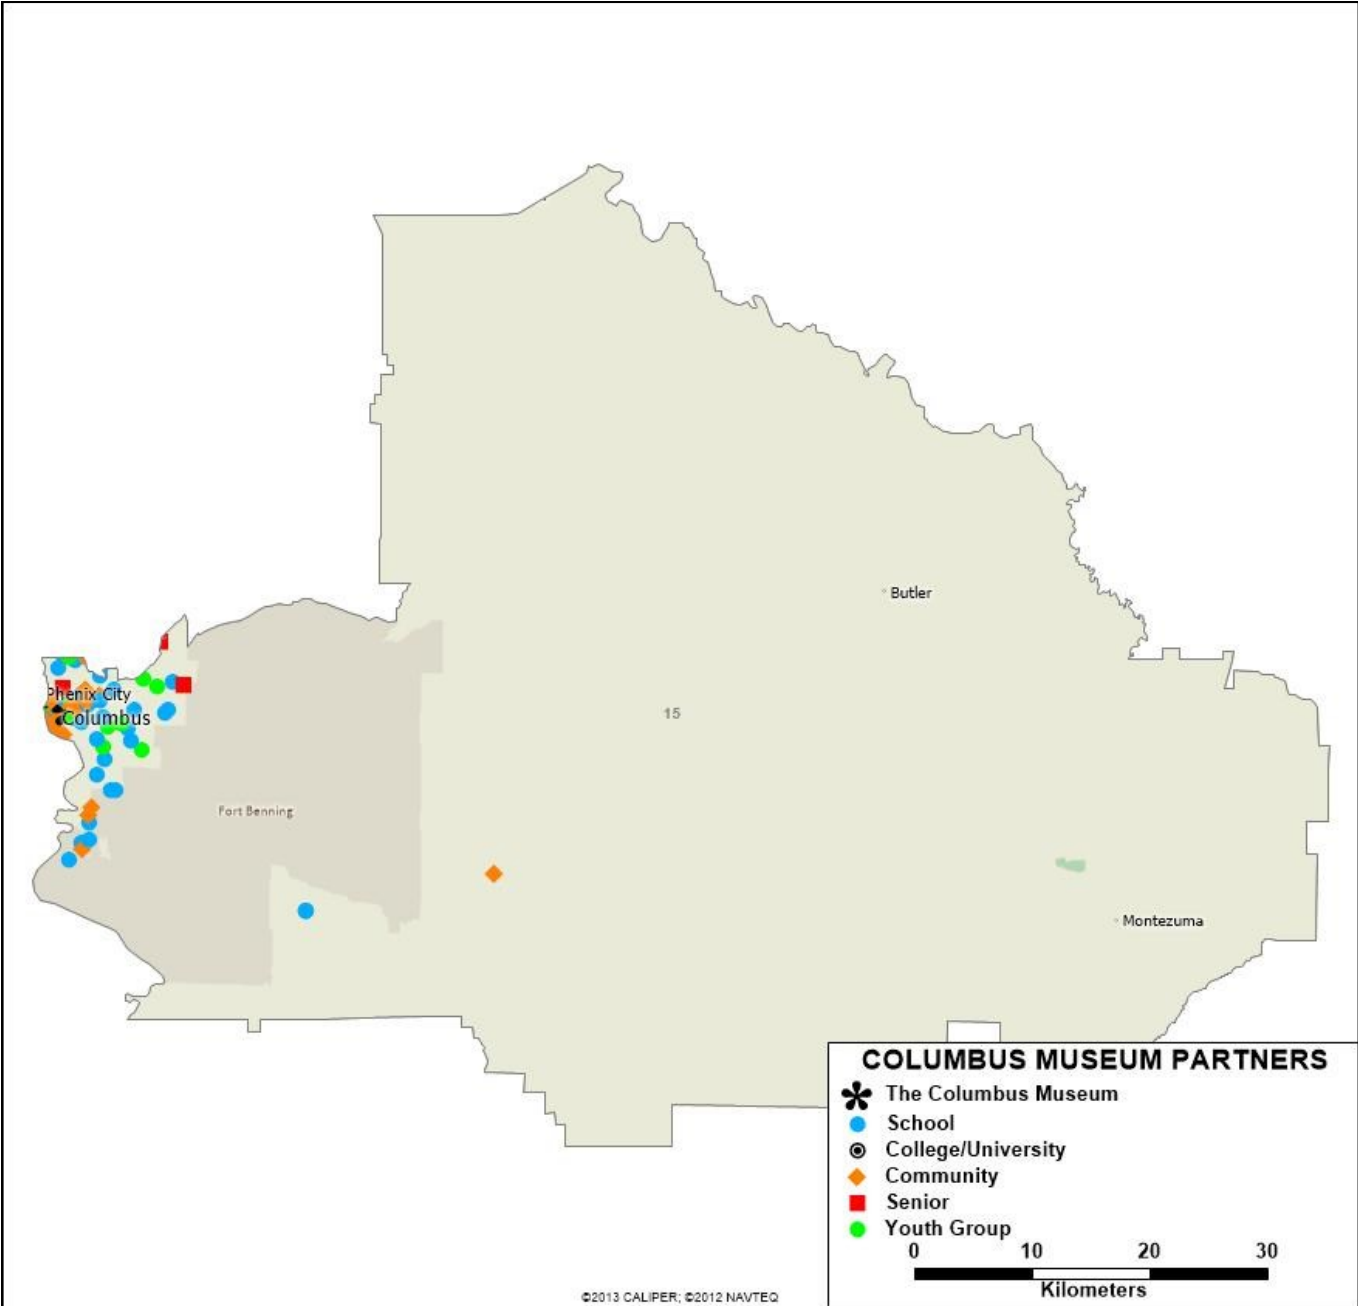 Butler
Phenix City
Columbus
15
Fort Benning
Montezuma
COLUMBUS MUSEUM PARTNERS
The Columbus Museum
School
College/University
Community
Senior
Youth Group
0 10 20 30
Kilometers
©2013 CALIPER; ©2012 NAVTEQ